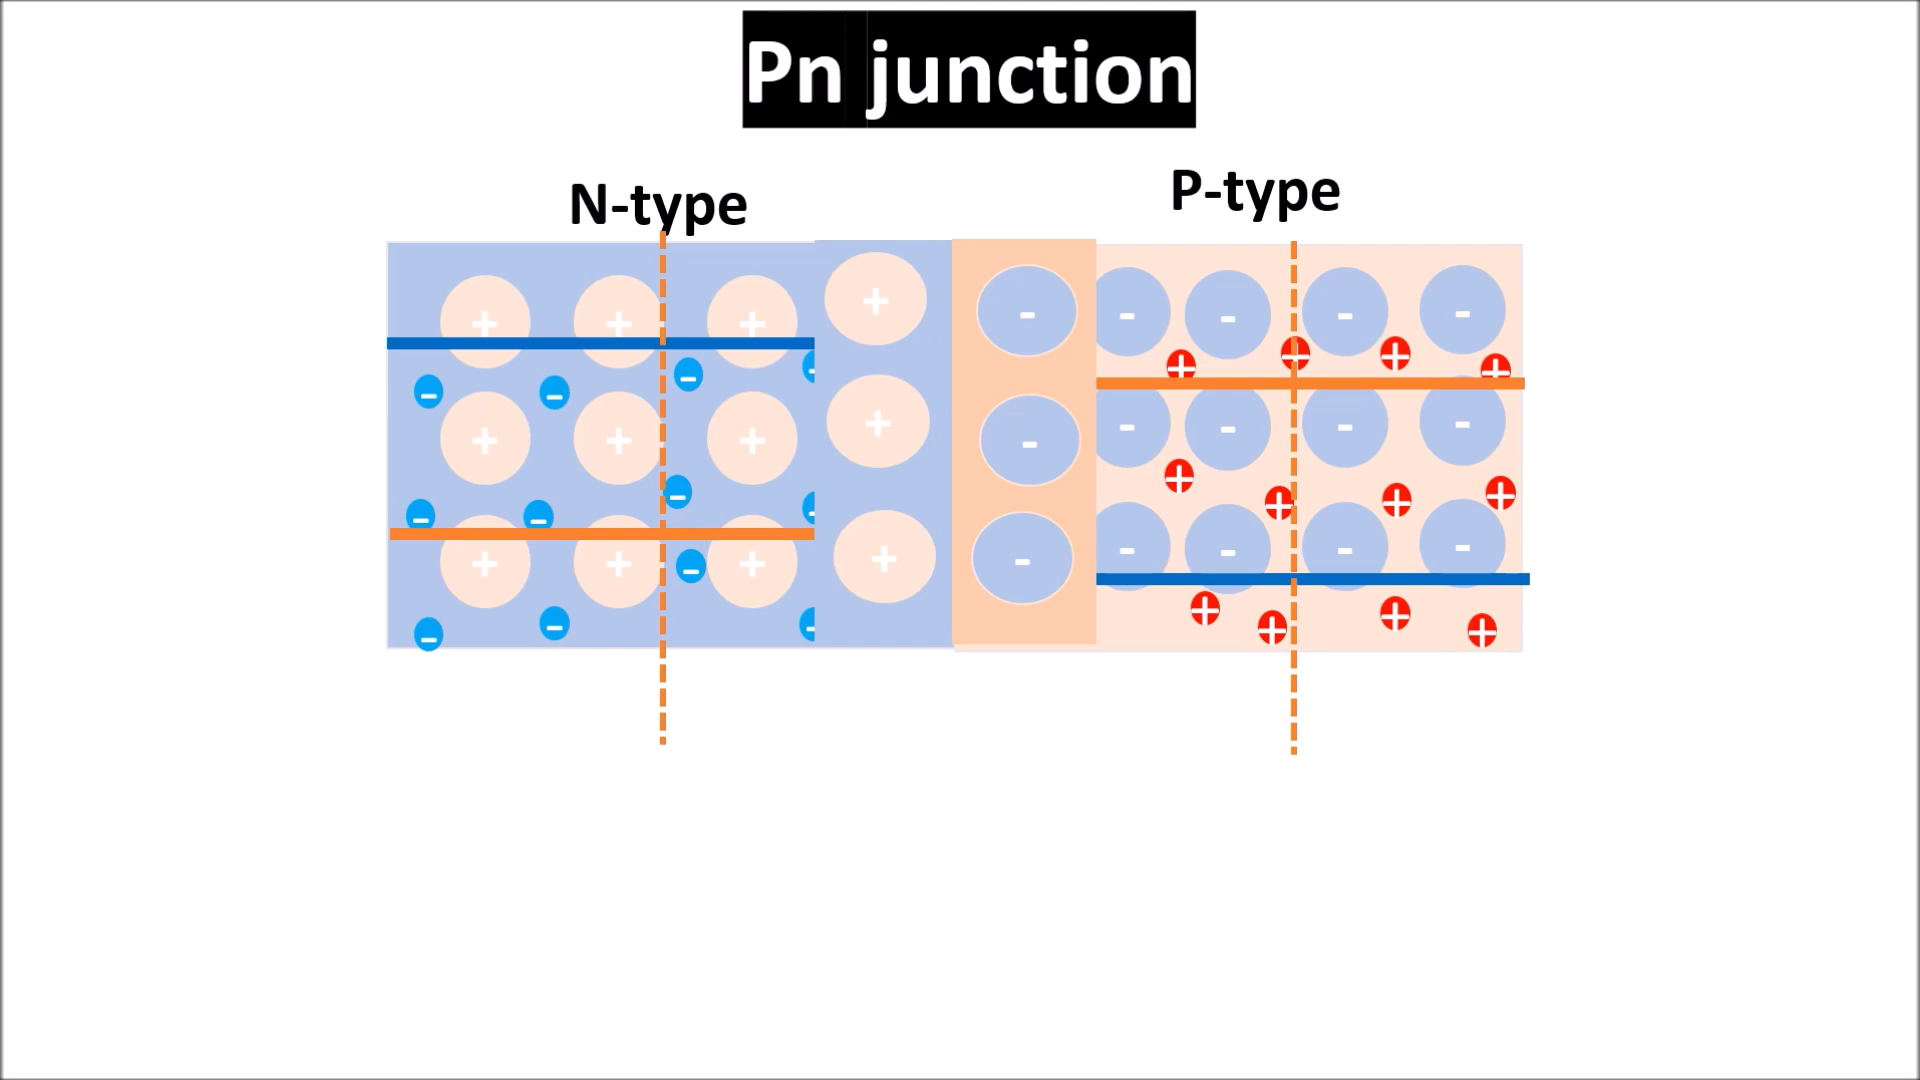 Pn junction
N-type
P-type
+ + + + - - - - -
- - - + + + +
- -
+ + + + - - - - -
+ + + +
- - - -
+ + + + - - - - -
-
- - + + + +
- -